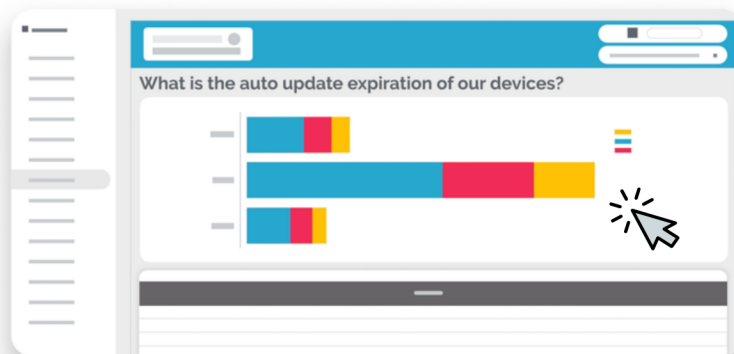 What is the auto update expiration of our devices?